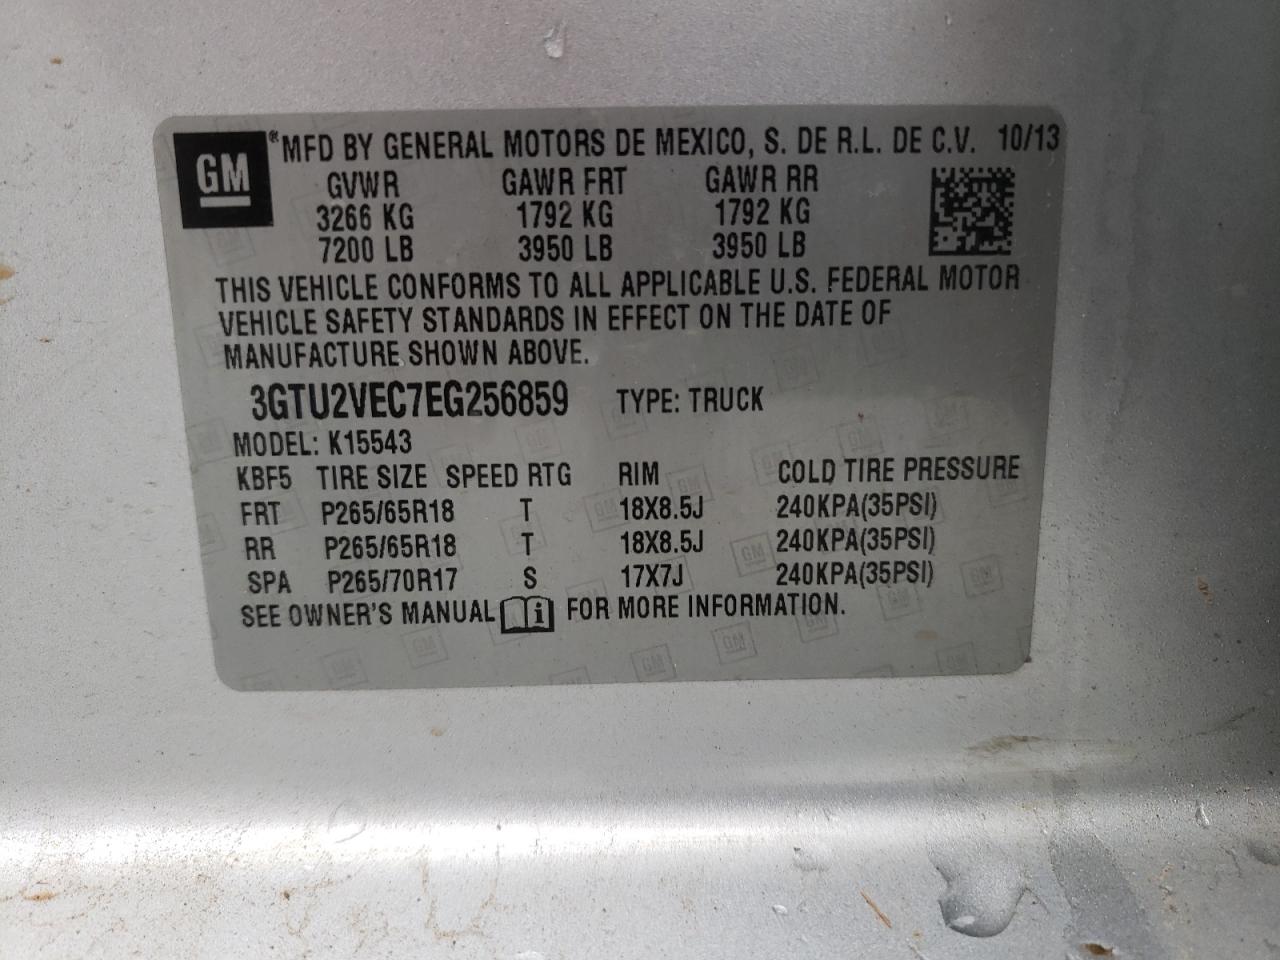 GM ®MFD BY GENERAL MOTORS DE MEXICO, S. DE R.L. DE C.V. 10/13
GVWR GAWR FRT GAWR RR
3266 KG 1792 KG 1792 KG
7200 LB 3950 LB 3950 LB
THIS VEHICLE CONFORMS TO ALL APPLICABLE U.S. FEDERAL MOTOR
VEHICLE SAFETY STANDARDS IN EFFECT ON THE DATE OF
MANUFACTURE SHOWN ABOVE.
3GTU2VEC7EG256859 TYPE: TRUCK
MODEL: K15543
KBF5 TIRE SIZE SPEED RTG RIM COLD TIRE PRESSURE
FRT P265/65R18 T 18X8.5J 240KPA(35PSI)
RR P265/65R18 T 18X8.5J 240KPA(35PSI)
SPA P265/70R17 S 17X7J 240KPA(35PSI)
SEE OWNER'S MANUAL i FOR MORE INFORMATION.